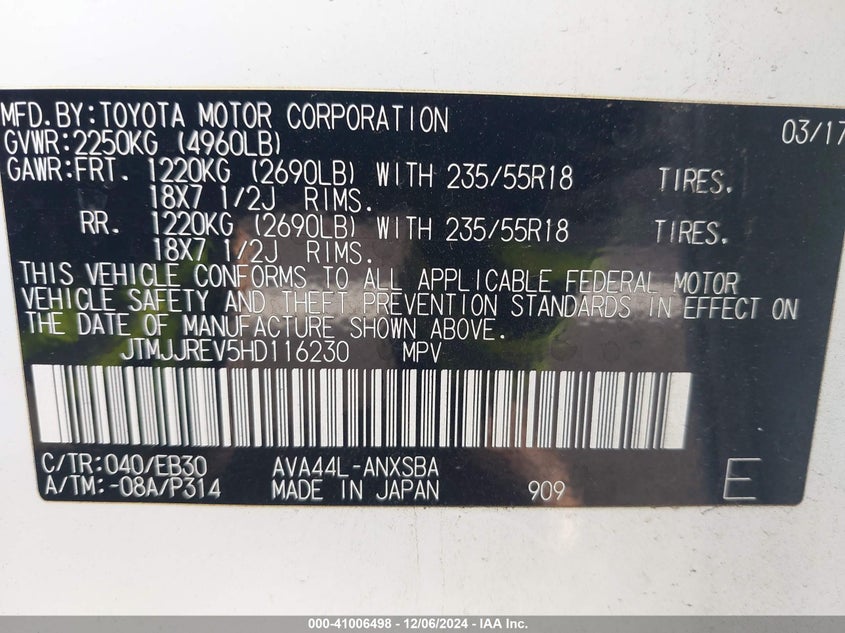 MFD.BY:TOYOTA MOTOR CORPORATION 03/17
GVWR:2250KG (4960LB)
GAWR:FRT. 1220KG (2690LB) WITH 235/55R18 TIRES.
18X7 1/2J RIMS.
RR. 1220KG (2690LB) WITH 235/55R18 TIRES.
18X7 1/2J RIMS.
THIS VEHICLE CONFORMS TO ALL APPLICABLE FEDERAL MOTOR
VEHICLE SAFETY AND THEFT PREVENTION STANDARDS IN EFFECT ON
THE DATE OF MANUFACTURE SHOWN ABOVE.
JTMJJREV5HD116230 MPV
C/TR:040/EB30 AVA44L-ANXSBA
A/TM:-08A/P314 MADE IN JAPAN 909 E
000-41006498 - 12/06/2024 - IAA Inc.